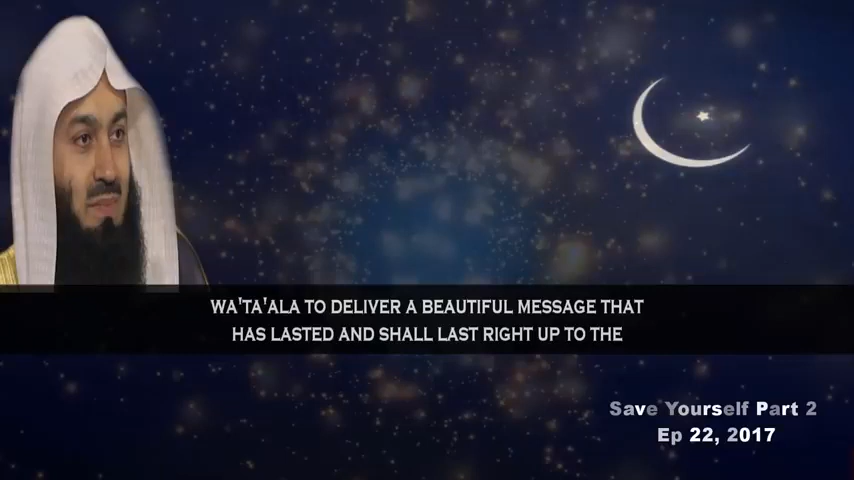 WA'TA'ALA TO DELIVER A BEAUTIFUL MESSAGE THAT
HAS LASTED AND SHALL LAST RIGHT UP TO THE
Save Yourself Part 2
Ep 22, 2017